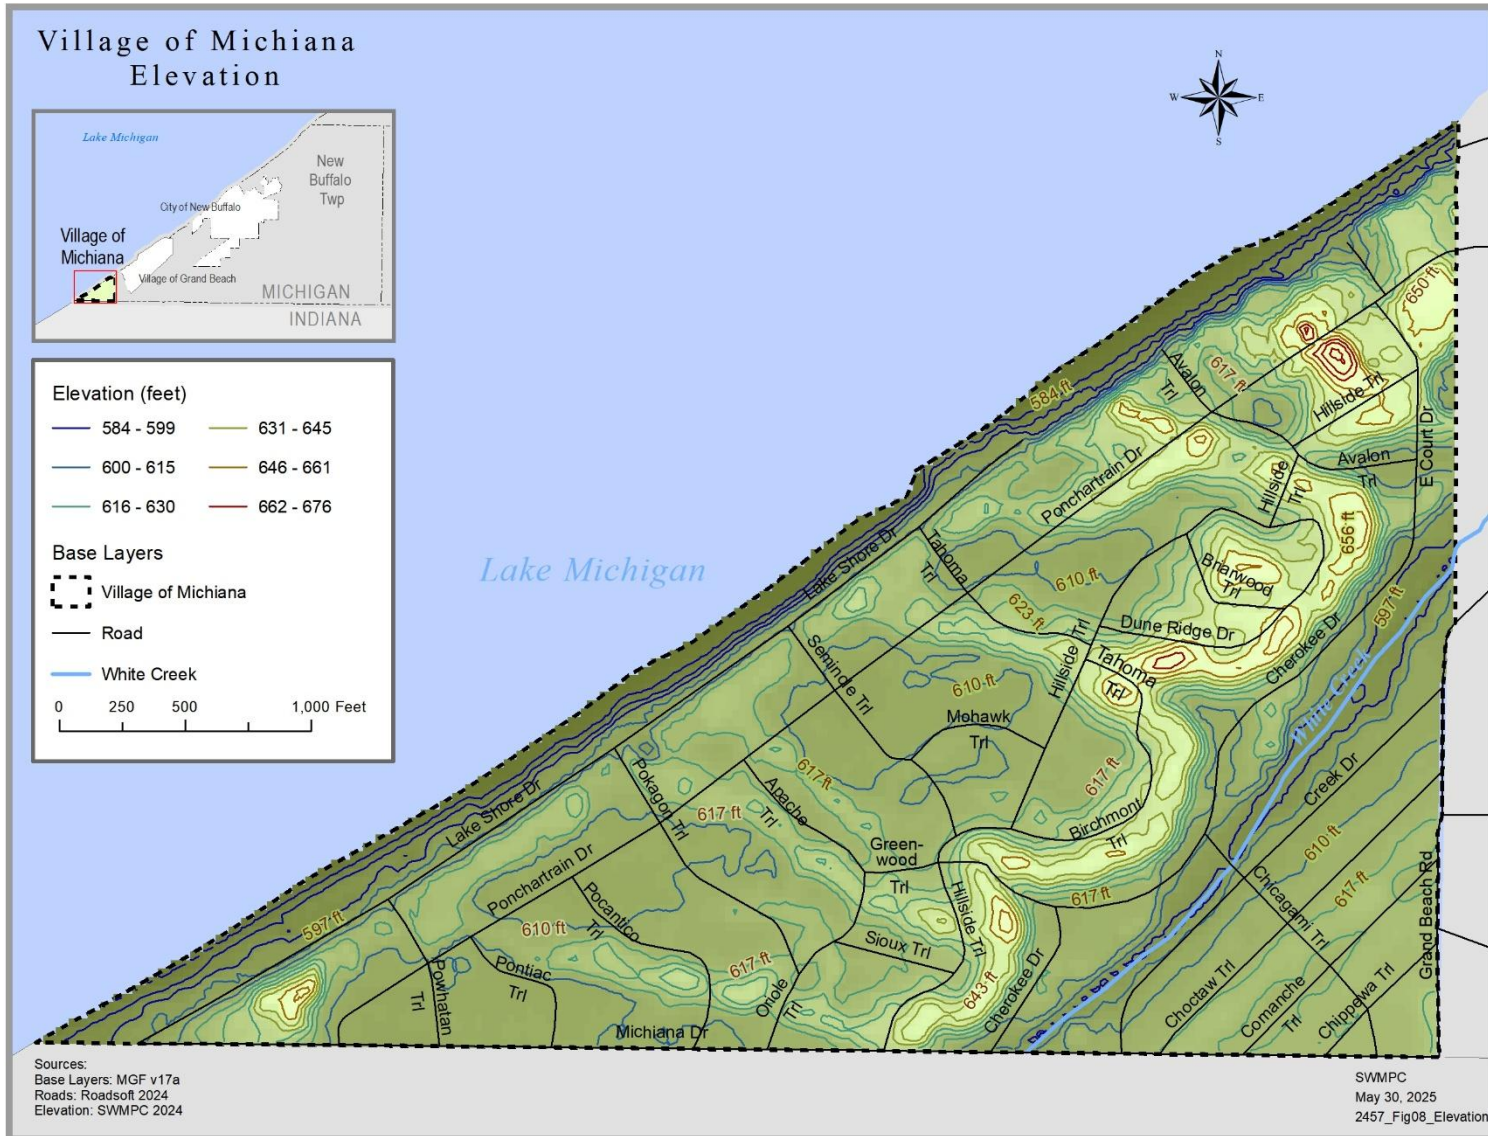 Village of Michiana
Elevation
Lake Michigan
New
Buffalo
Twp
City of New Buffalo
Village of
Michiana
Village of Grand Beach
MICHIGAN
INDIANA
Elevation (feet)
584 - 599
631 - 645
600 - 615
646 - 661
616 - 630
662 - 676
Base Layers
Village of Michiana
Road
White Creek
0 250 500 1,000 Feet
N
W E
S
Lake Michigan
650 ft
617 ft
Avalon
Trl
584 ft
Hillside Trl
E Court Dr
Avalon
Trl
Hillside
Trl
Ponchartrain Dr
656 ft
Lake Shore Dr
Tahoma
Trl
610 ft
Briarwood
Trl
623 ft
Dune Ridge Dr
597 ft
Cherokee Dr
Hillside Trl
Tahoma
Trl
Seminole Trl
610 ft
Mohawk
Trl
White Creek
Creek Dr
617 ft
617 ft
Pokagon Trl
Apache
Trl
617 ft
Lake Shore Dr
Birchmont
Trl
610 ft
Green-
wood
Trl
Ponchartrain Dr
617 ft
Chicagami Trl
617 ft
Grand Beach Rd
Pocantico
Trl
597 ft
610 ft
Hillside Trl
Sioux Trl
617 ft
Pontiac
Trl
Powhatan
Trl
Oriole
Trl
643 ft
Cherokee Dr
Choctaw Trl
Comanche
Trl
Chippewa Trl
Michiana Dr
Sources:
Base Layers: MGF v17a
Roads: Roadsoft 2024
Elevation: SWMPC 2024
SWMPC
May 30, 2025
2457_Fig08_Elevation